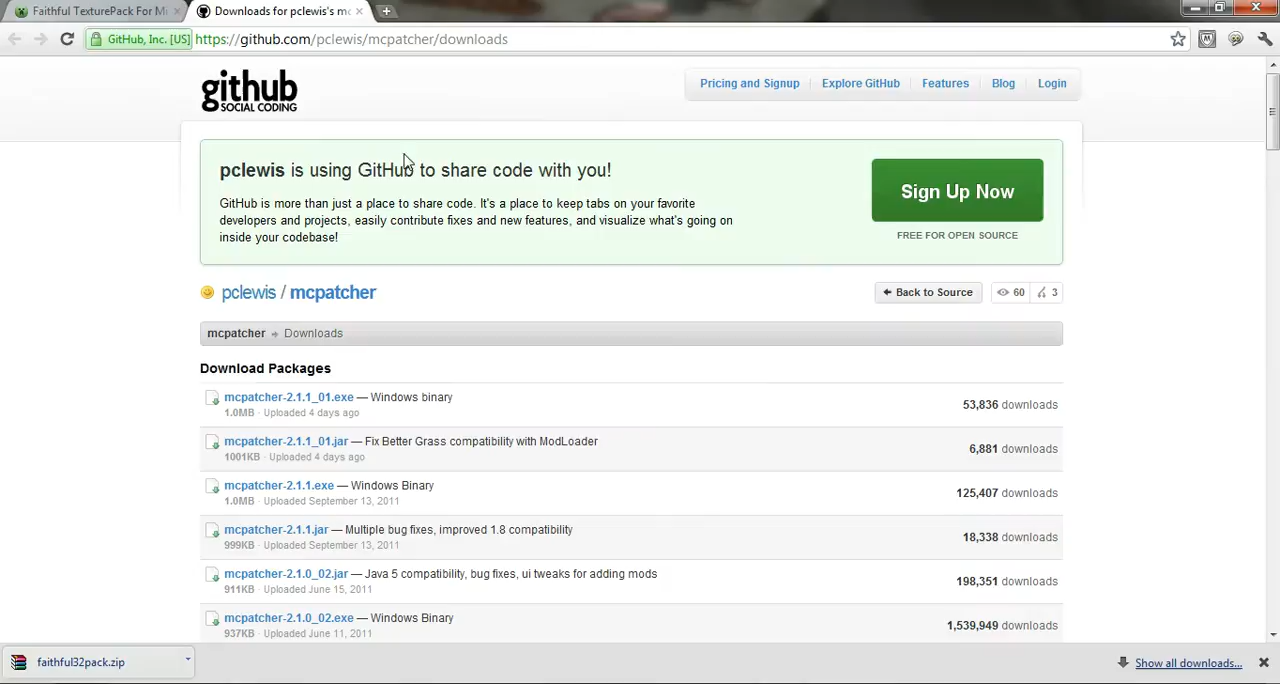 Faithful TexturePack For M
Downloads for pclewis's mc
GitHub, Inc. [US] https://github.com/pclewis/mcpatcher/downloads
github
SOCIAL CODING
Pricing and Signup Explore GitHub Features Blog Login
pclewis is using GitHub to share code with you!
GitHub is more than just a place to share code. It's a place to keep tabs on your favorite
developers and projects, easily contribute fixes and new features, and visualize what's going on
inside your codebase!
Sign Up Now
FREE FOR OPEN SOURCE
pclewis / mcpatcher
Back to Source 60 3
mcpatcher Downloads
Download Packages
mcpatcher-2.1.1_01.exe — Windows binary
1.0MB · Uploaded 4 days ago
53,836 downloads
mcpatcher-2.1.1_01.jar — Fix Better Grass compatibility with ModLoader
1001KB · Uploaded 4 days ago
6,881 downloads
mcpatcher-2.1.1.exe — Windows Binary
1.0MB · Uploaded September 13, 2011
125,407 downloads
mcpatcher-2.1.1.jar — Multiple bug fixes, improved 1.8 compatibility
999KB · Uploaded September 13, 2011
18,338 downloads
mcpatcher-2.1.0_02.jar — Java 5 compatibility, bug fixes, ui tweaks for adding mods
911KB · Uploaded June 15, 2011
198,351 downloads
mcpatcher-2.1.0_02.exe — Windows Binary
937KB · Uploaded June 11, 2011
1,539,949 downloads
faithful32pack.zip
Show all downloads...